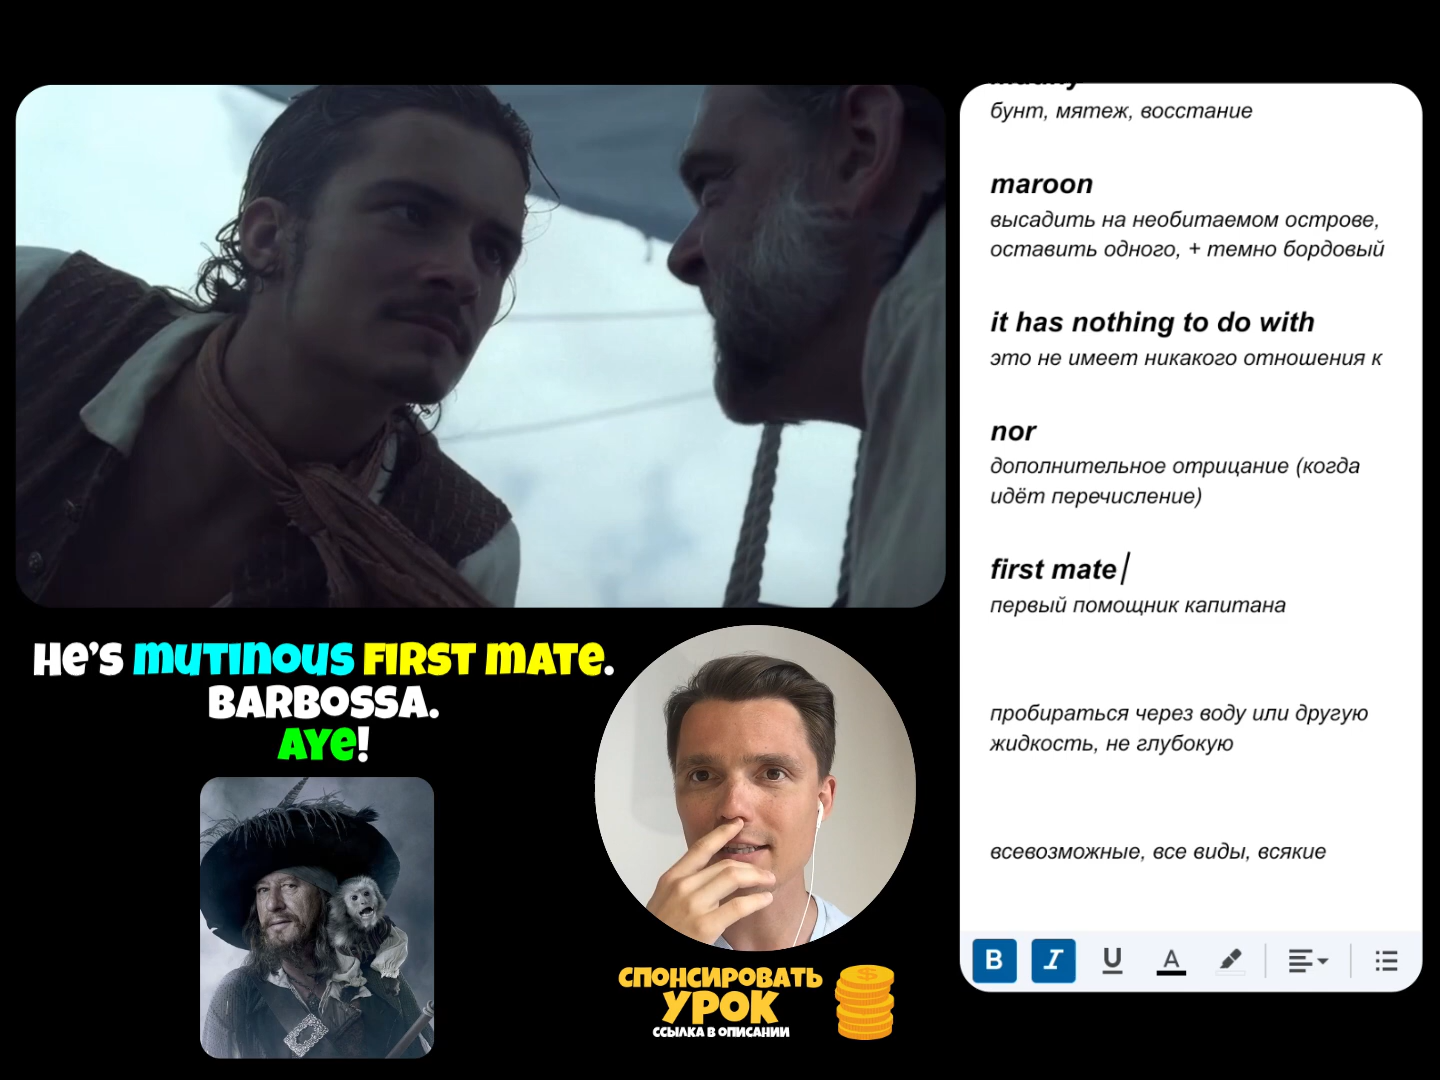 бунт, мятеж, восстание
maroon
высадить на необитаемом острове,
оставить одного, + темно бордовый
it has nothing to do with
это не имеет никакого отношения к
nor
дополнительное отрицание (когда
идёт перечисление)
first mate
первый помощник капитана
пробираться через воду или другую
жидкость, не глубокую
всевозможные, все виды, всякие
B I U A
He's mutinous first mate.
Barbossa.
Aye!
СПОНСИРОВАТЬ
УРОК
ССЫЛКА В ОПИСАНИИ